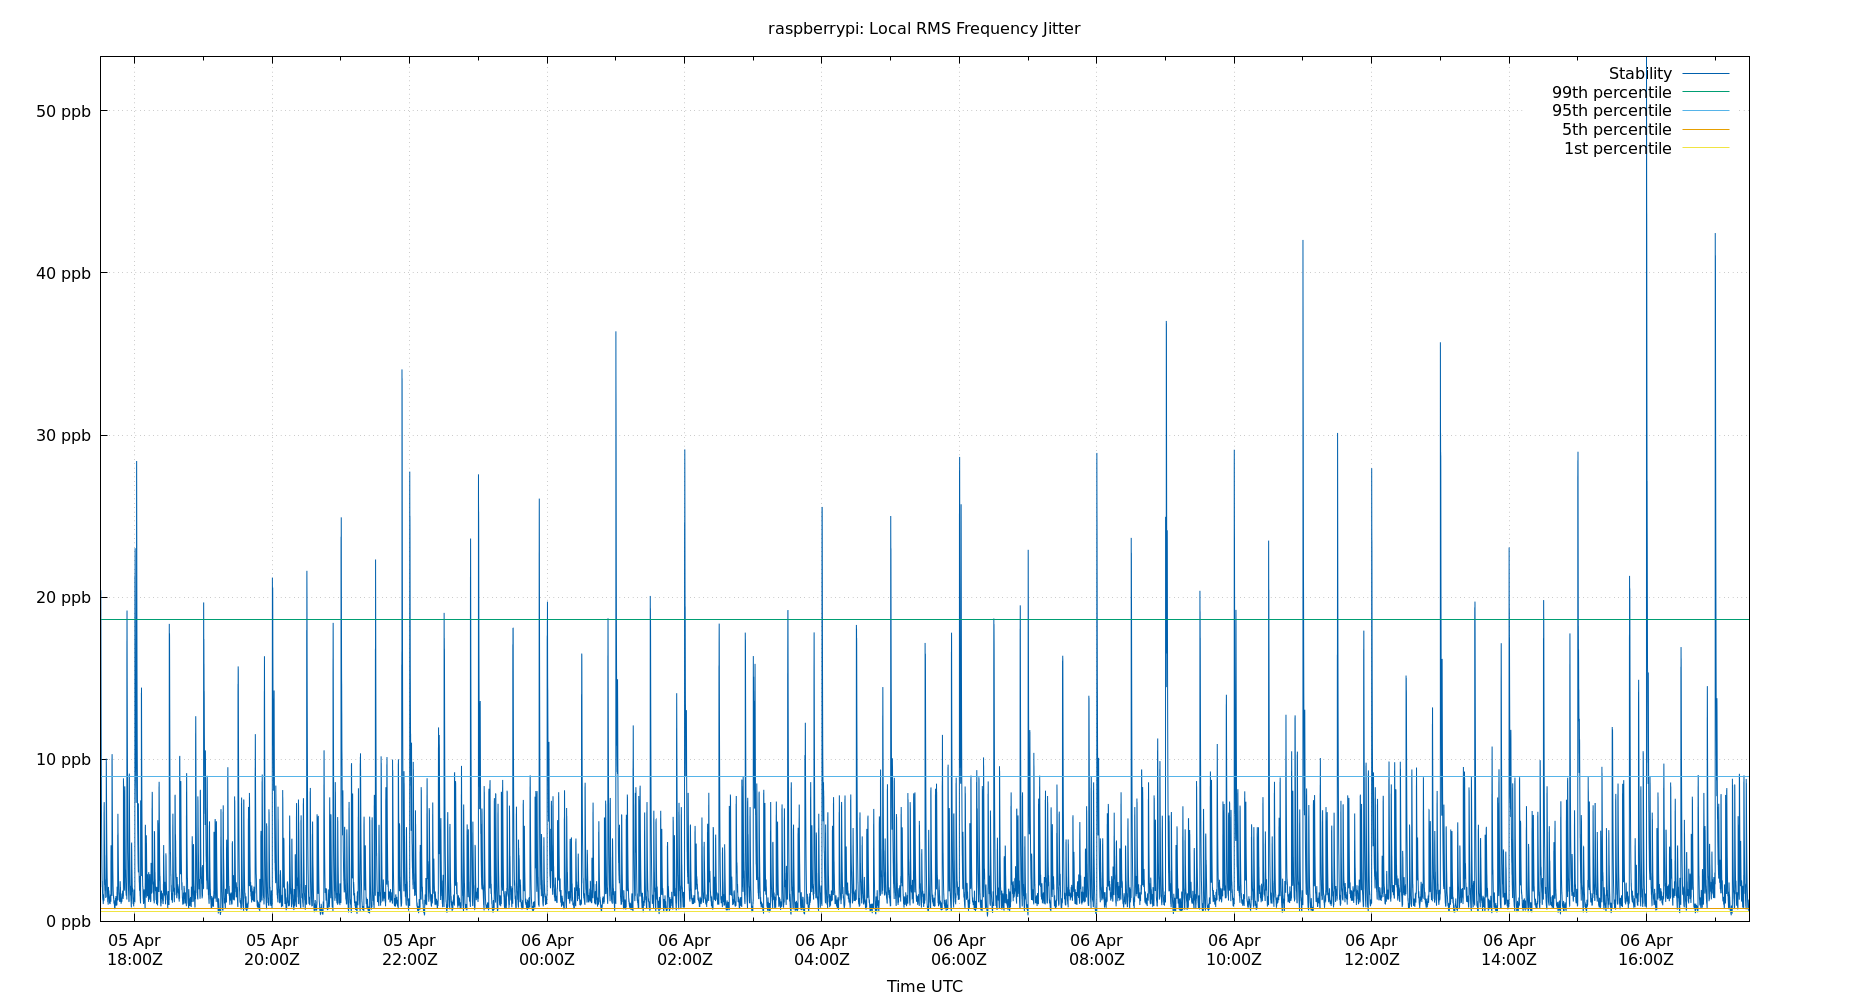 raspberrypi: Local RMS Frequency Jitter
Stability
99th percentile
95th percentile
5th percentile
1st percentile
50 ppb
40 ppb
30 ppb
20 ppb
10 ppb
0 ppb
05 Apr 05 Apr 05 Apr 06 Apr 06 Apr 06 Apr 06 Apr 06 Apr 06 Apr 06 Apr 06 Apr 06 Apr
18:00Z 20:00Z 22:00Z 00:00Z 02:00Z 04:00Z 06:00Z 08:00Z 10:00Z 12:00Z 14:00Z 16:00Z
Time UTC